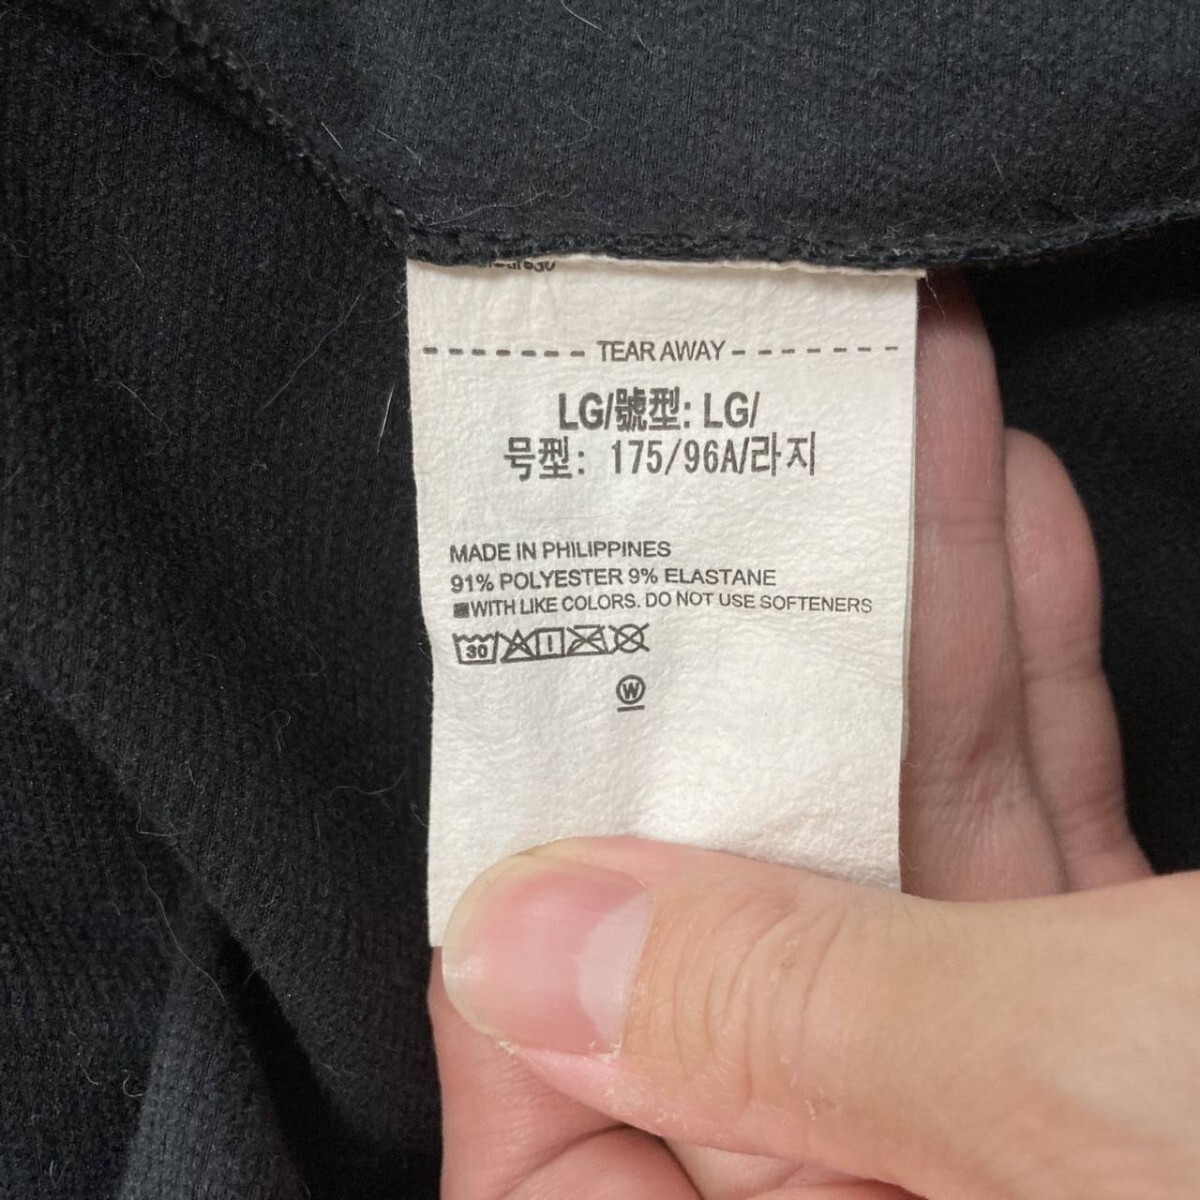 TEAR AWAY
LG/號型: LG/
号型: 175/96A/라지
MADE IN PHILIPPINES
91% POLYESTER 9% ELASTANE
WITH LIKE COLORS. DO NOT USE SOFTENERS
30
W